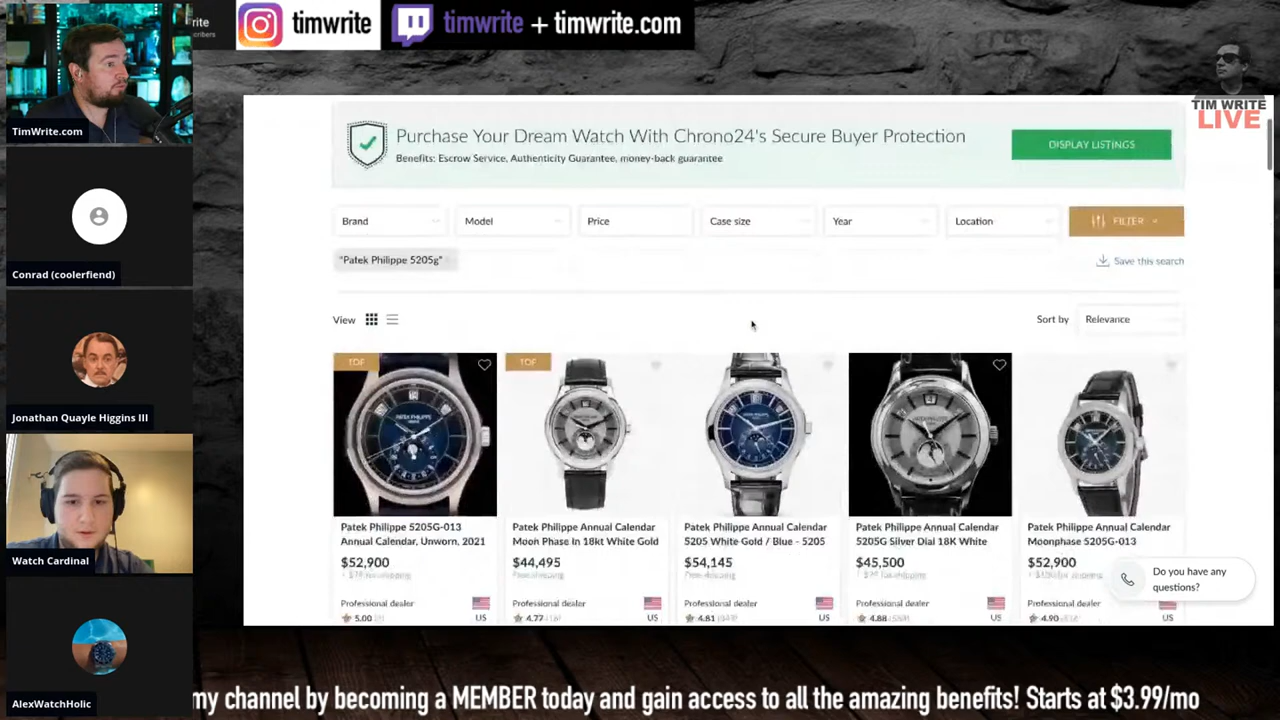 rite
timwrite
timwrite + timwrite.com
TimWrite.com
Conrad (coolerfiend)
Jonathan Quayle Higgins III
Watch Cardinal
AlexWatchHolic
TIM WRITE
LIVE
Purchase Your Dream Watch With Chrono24's Secure Buyer Protection
Benefits: Escrow Service, Authenticity Guarantee, money-back guarantee
DISPLAY LISTINGS
Brand
Model
Price
Case size
Year
Location
FILTER
"Patek Philippe 5205g"
Save this search
View
Sort by
Relevance
Patek Philippe 5205G-013
Annual Calendar, Unworn, 2021
$52,900
Professional dealer
US
5.00
Patek Philippe Annual Calendar
Moon Phase In 18kt White Gold
$44,495
Professional dealer
US
4.77
Patek Philippe Annual Calendar
5205 White Gold / Blue - 5205
$54,145
Professional dealer
US
4.81
Patek Philippe Annual Calendar
5205G Silver Dial 18K White
$45,500
Professional dealer
US
4.88
Patek Philippe Annual Calendar
Moonphase 5205G-013
$52,900
Professional dealer
US
4.90
Do you have any
questions?
my channel by becoming a MEMBER today and gain access to all the amazing benefits! Starts at $3.99/mo